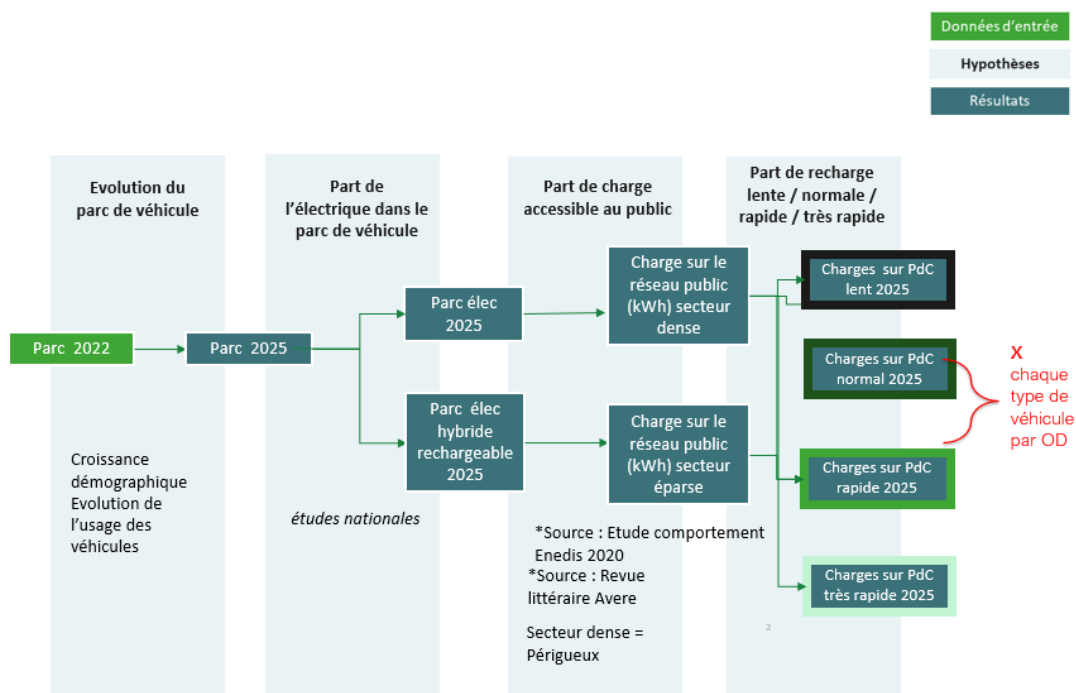 Données d'entrée
Hypothèses
Résultats
Evolution du
parc de véhicule
Part de
l'électrique dans le
parc de véhicule
Part de charge
accessible au public
Part de recharge
lente / normale /
rapide / très rapide
Parc 2022
Parc 2025
Parc élec
2025
Parc élec
hybride
rechargeable
2025
Charge sur le
réseau public
(kWh) secteur
dense
Charge sur le
réseau public
(kWh) secteur
éparse
Charges sur PdC
lent 2025
Charges sur PdC
normal 2025
Charges sur PdC
rapide 2025
Charges sur PdC
très rapide 2025
X
chaque
type de
véhicule
par OD
Croissance
démographique
Evolution de
l'usage des
véhicules
études nationales
*Source : Etude comportement
Enedis 2020
*Source : Revue
littéraire Avere
Secteur dense =
Périgueux
2